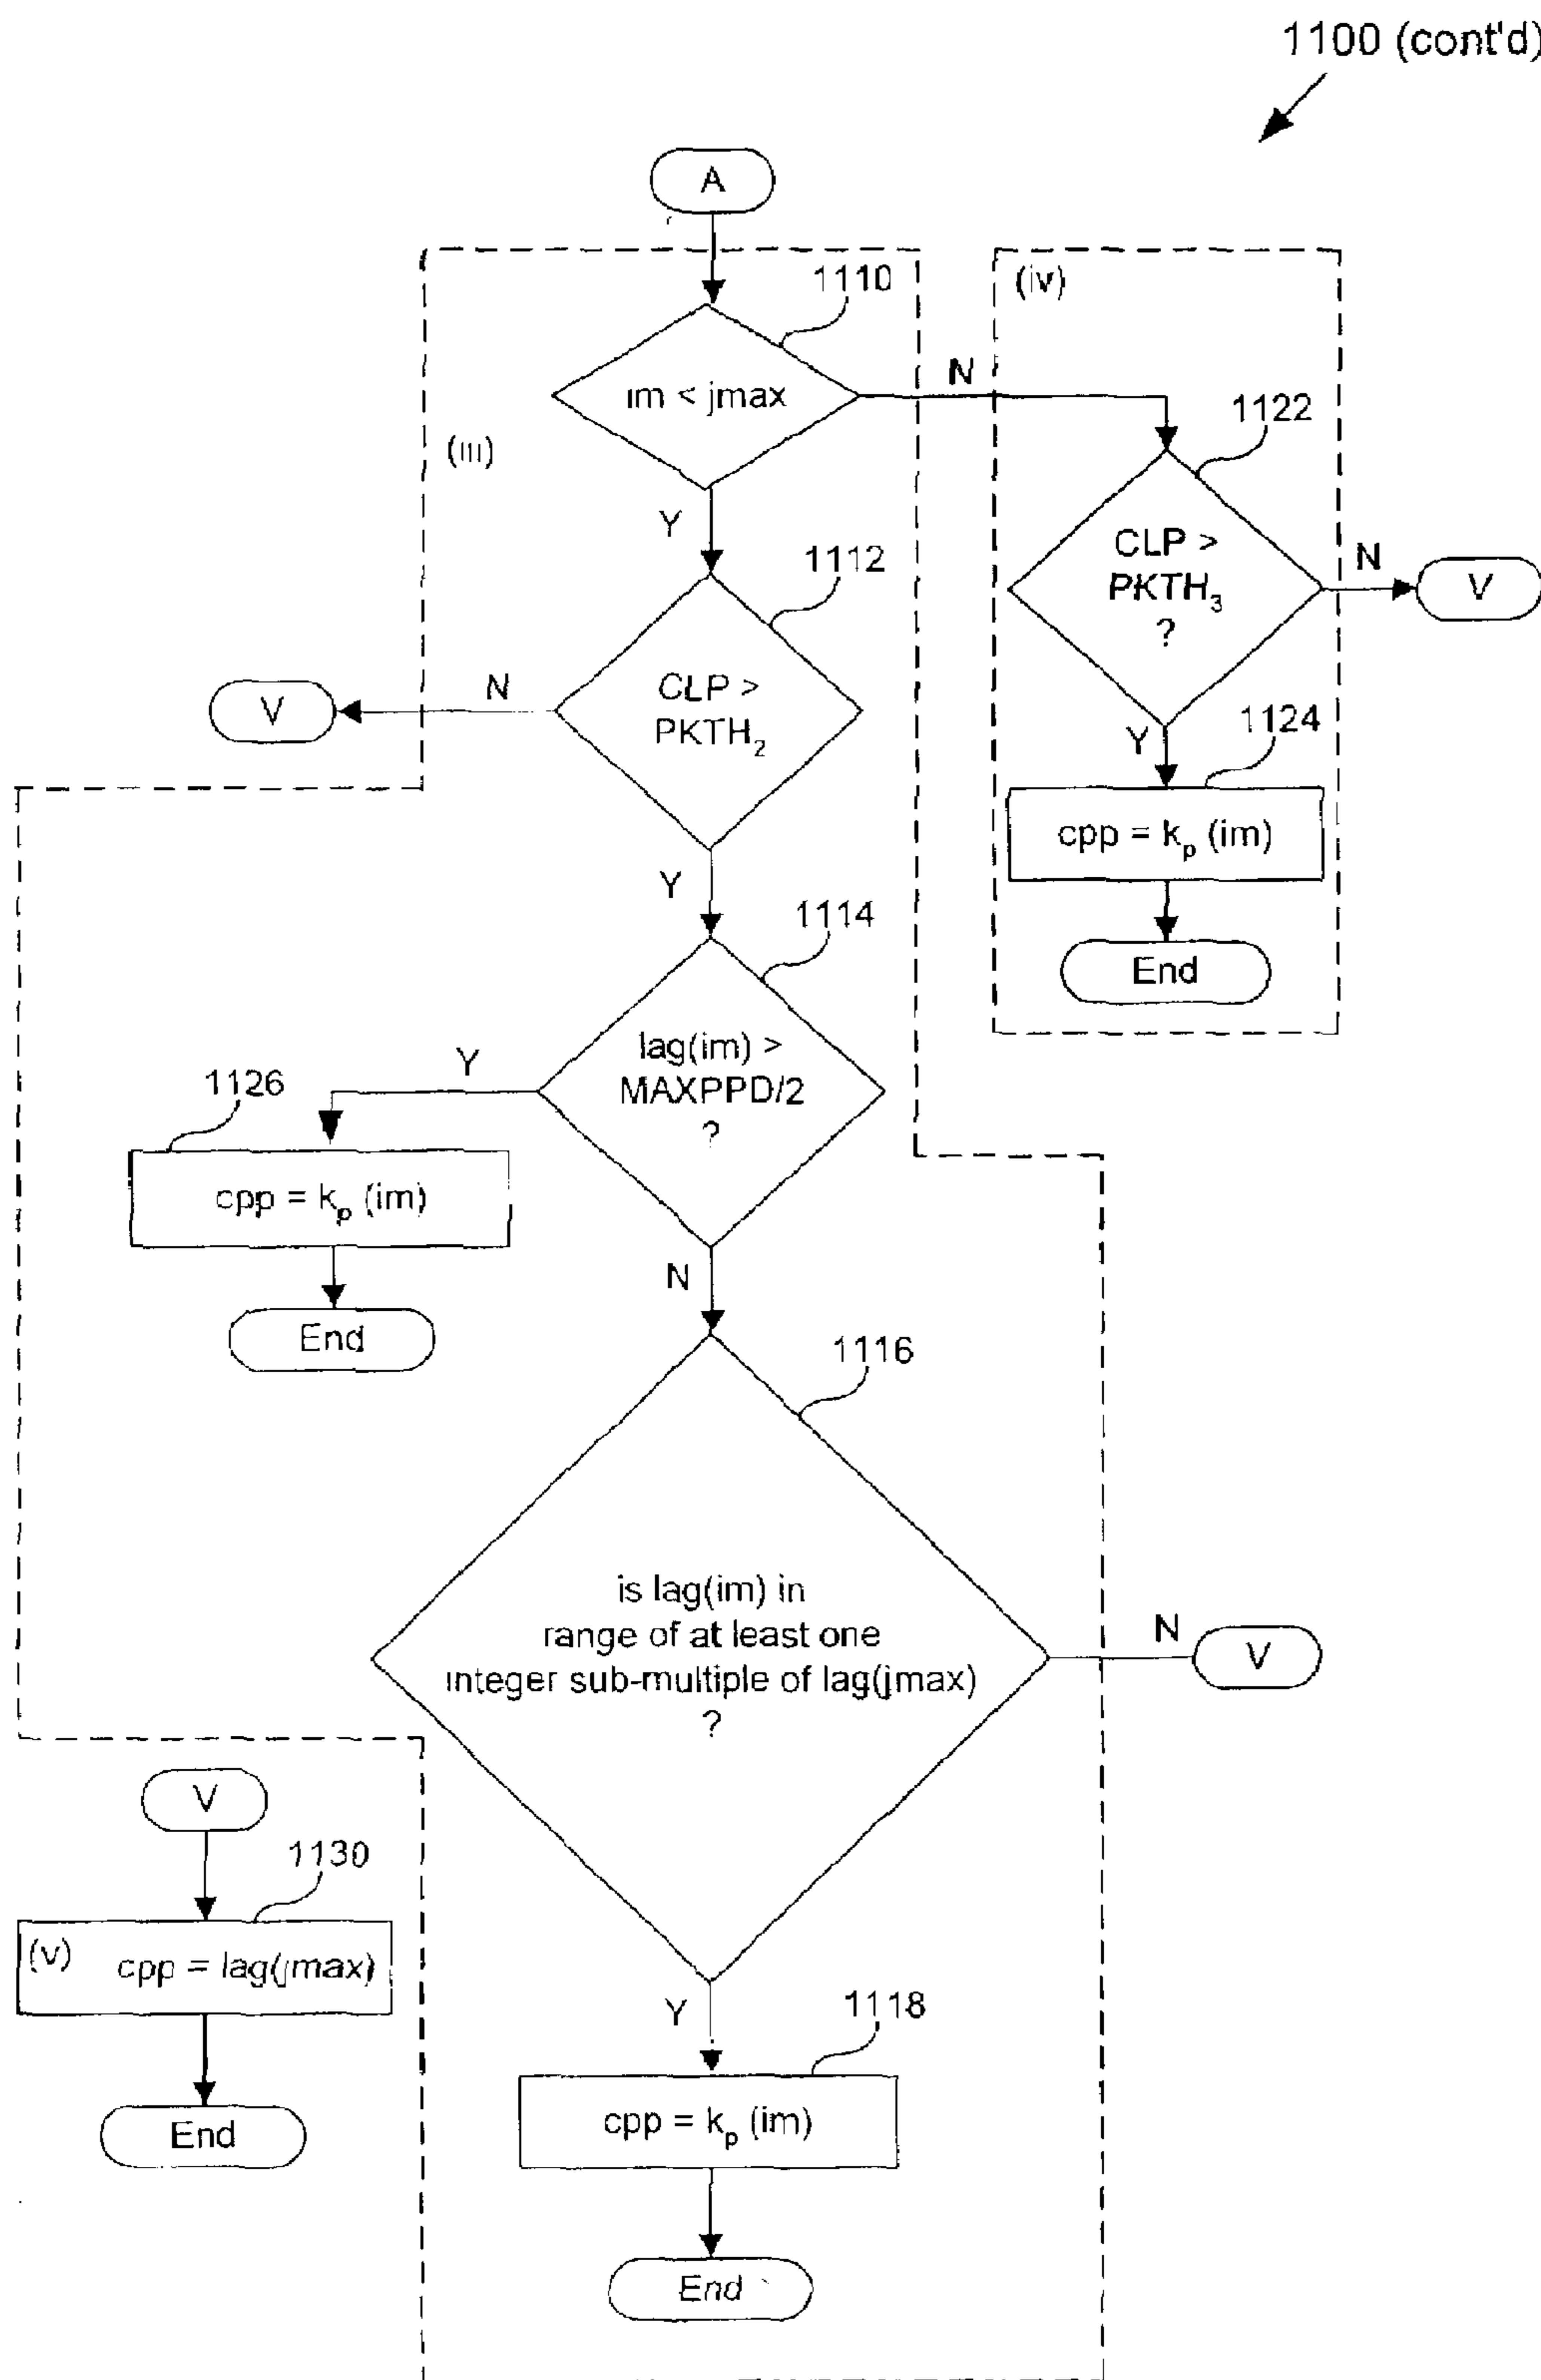 1100 (cont'd)
A
1110
(iv)
im < jmax
N
1122
(iii)
Y
CLP >
PKTH3
?
N
V
1112
CLP >
PKTH2
N
V
Y
1124
cpp = kp (im)
End
Y
1114
lag(im) >
MAXPPD/2
?
Y
1126
cpp = kp (im)
End
N
1116
is lag(im) in
range of at least one
integer sub-multiple of lag(jmax)
?
N
V
V
1130
(v) cpp = lag(jmax)
End
Y
1118
cpp = kp (im)
End